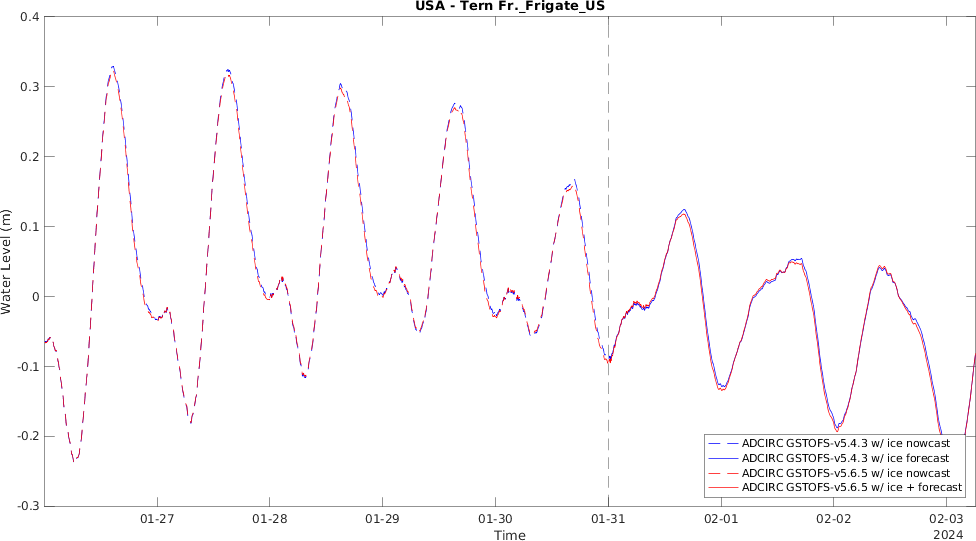 USA - Tern Fr._Frigate_US
0.4
0.3
0.2
0.1
0
-0.1
-0.2
-0.3
Water Level (m)
01-27
01-28
01-29
01-30
01-31
02-01
02-02
02-03
Time
2024
ADCIRC GSTOFS-v5.4.3 w/ ice nowcast
ADCIRC GSTOFS-v5.4.3 w/ ice forecast
ADCIRC GSTOFS-v5.6.5 w/ ice nowcast
ADCIRC GSTOFS-v5.6.5 w/ ice + forecast